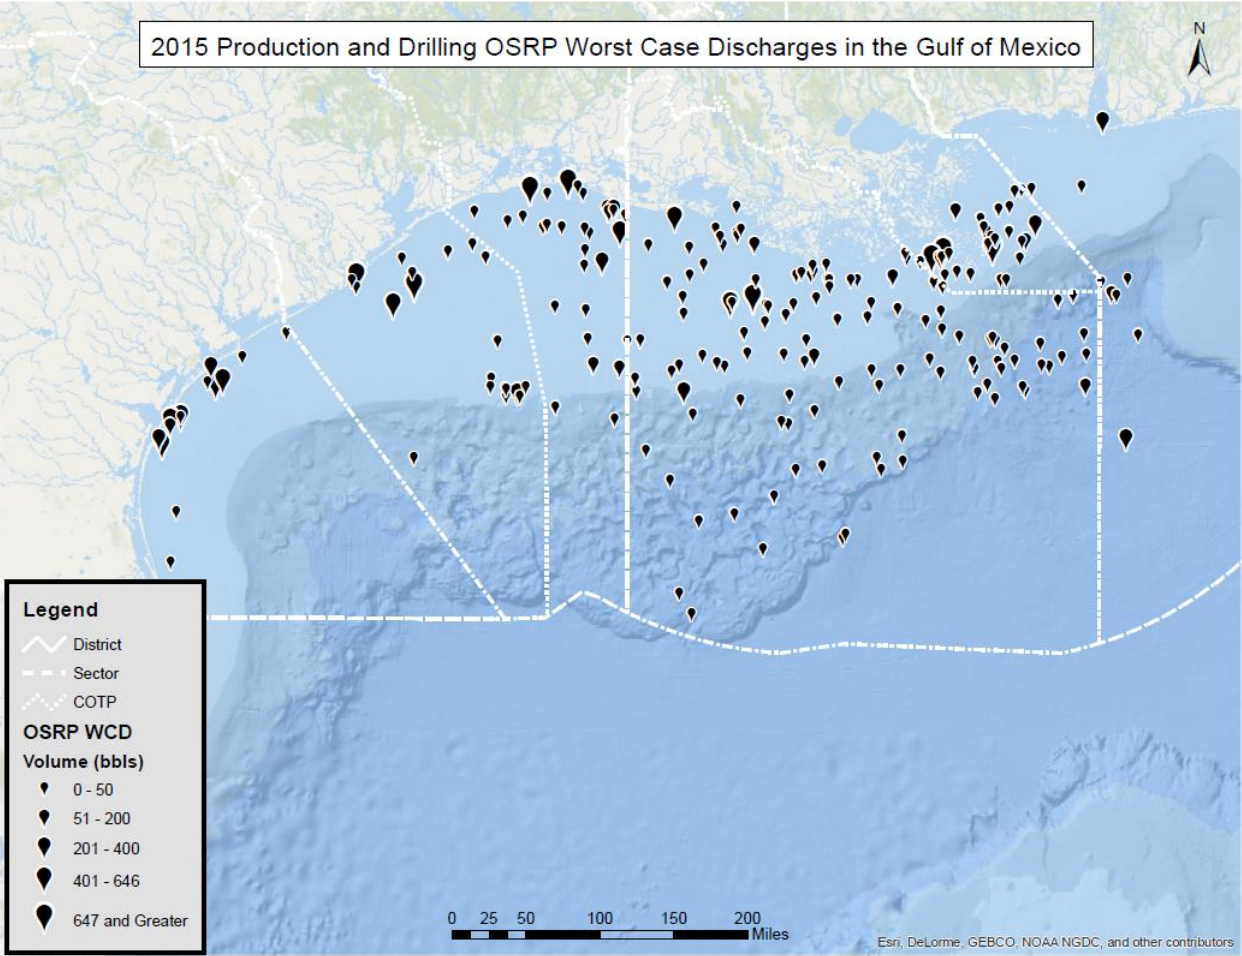 2015 Production and Drilling OSRP Worst Case Discharges in the Gulf of Mexico
N
Legend
District
Sector
COTP
OSRP WCD
Volume (bbls)
0 - 50
51 - 200
201 - 400
401 - 646
647 and Greater
0 25 50 100 150 200
Miles
Esri, DeLorme, GEBCO, NOAA NGDC, and other contributors